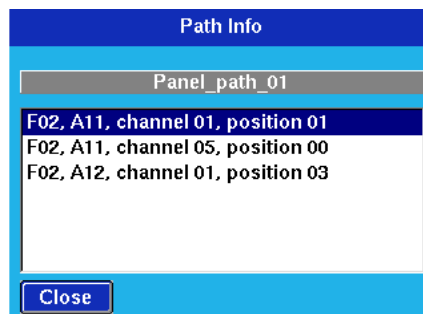 Path Info
Panel_path_01
F02, A11, channel 01, position 01
F02, A11, channel 05, position 00
F02, A12, channel 01, position 03
Close